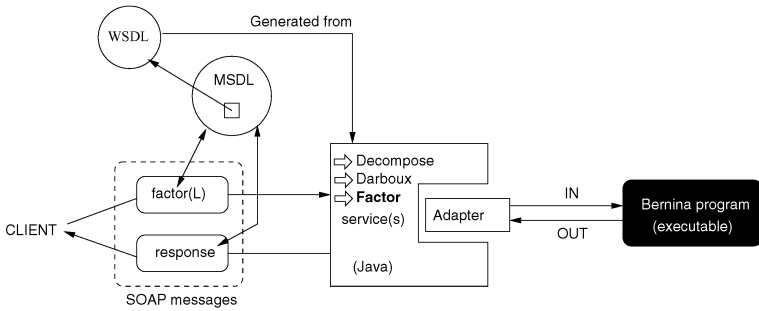 Generated from
WSDL
MSDL
Decompose
Darboux
Factor
service(s)
(Java)
factor(L)
response
CLIENT
SOAP messages
Adapter
IN
OUT
Bernina program
(executable)